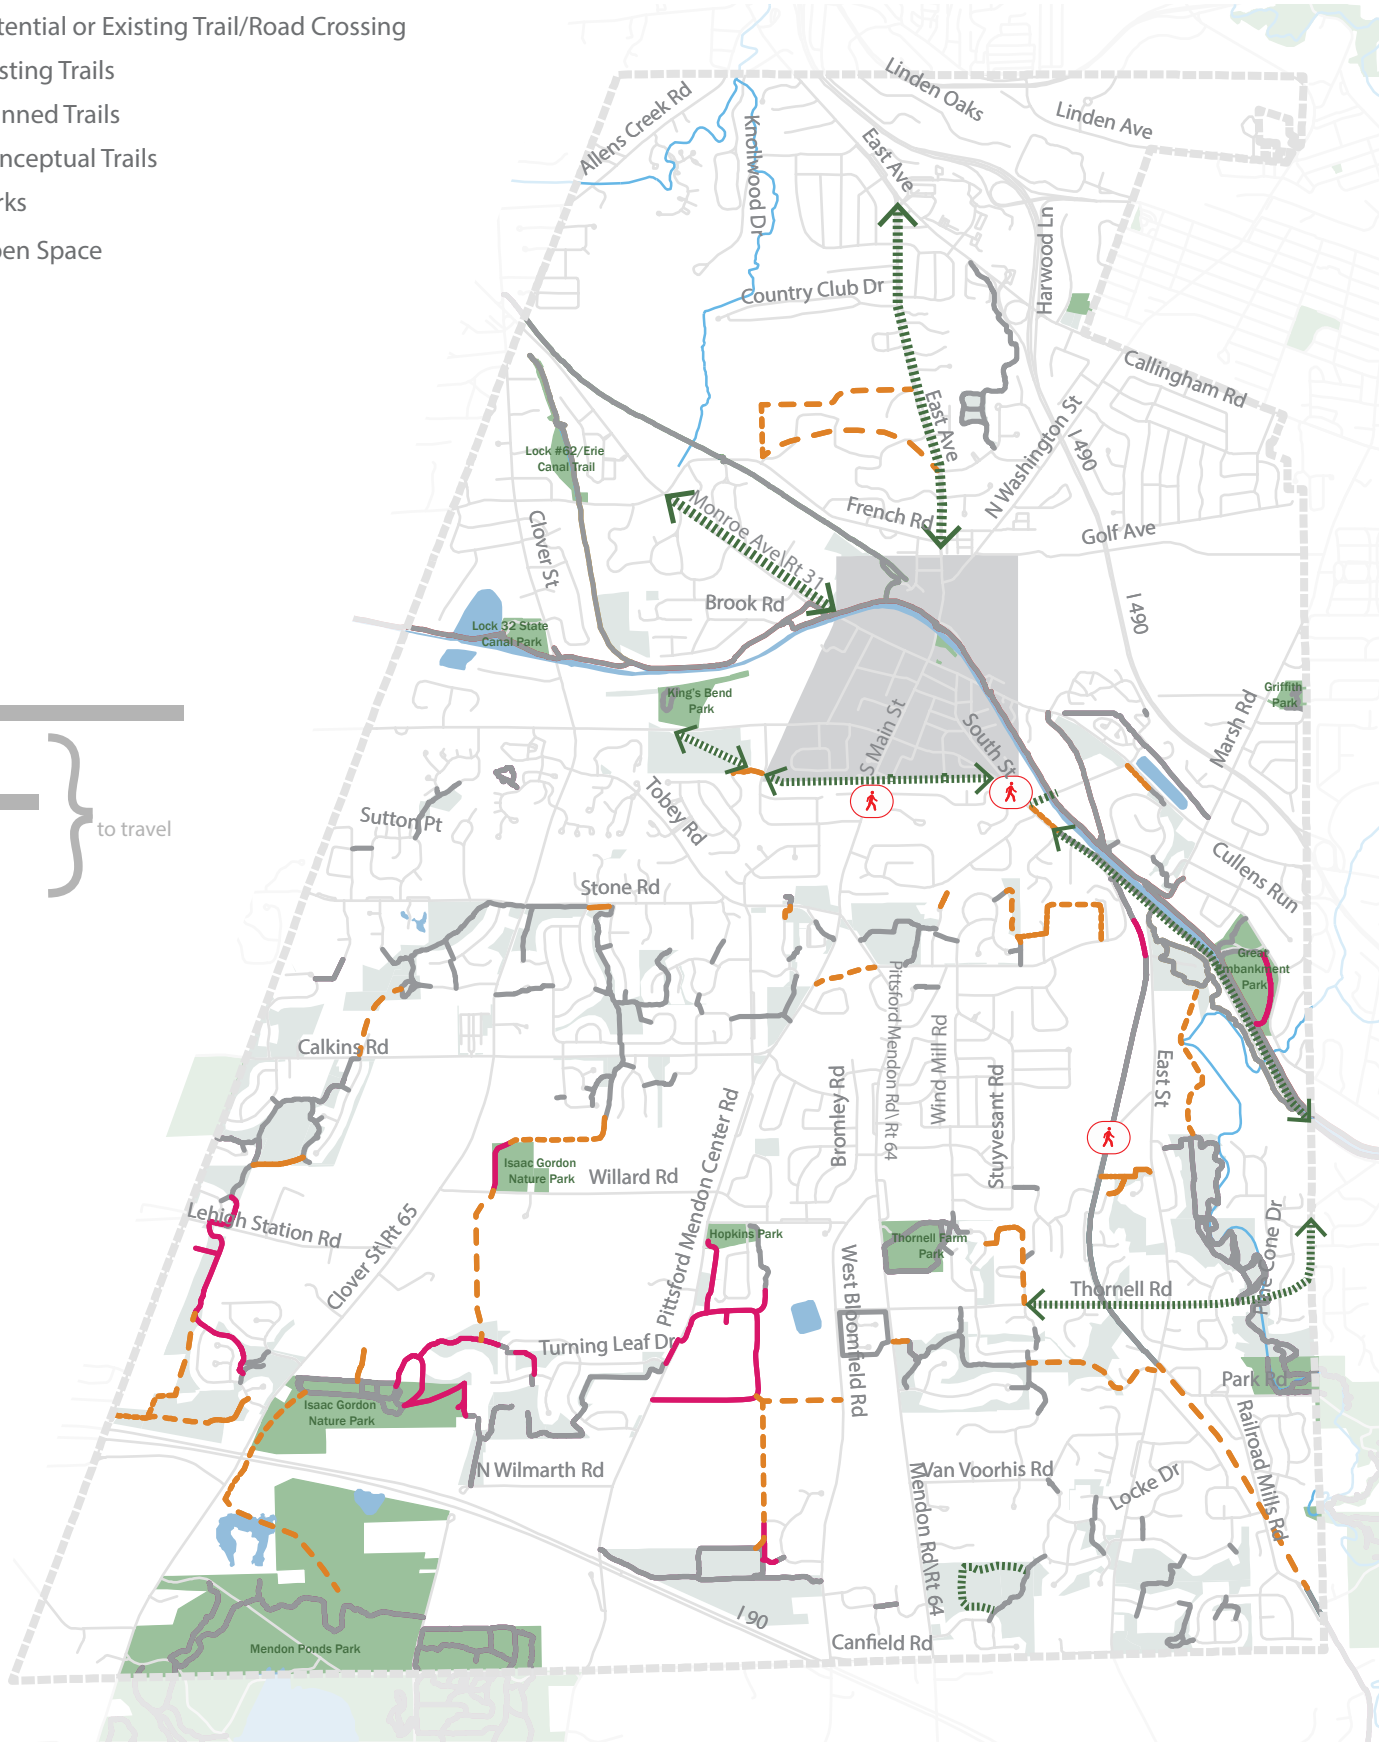 tential or Existing Trail/Road Crossing
sting Trails
nned Trails
nceptual Trails
rks
en Space
to travel
Linden Oaks
Linden Ave
Allens Creek Rd
Knollwood Dr
East Ave
Harwood Ln
Country Club Dr
Callingham Rd
East Ave
N Washington St
I 490
Lock #62/Erie
Canal Trail
Clover St
Monroe Ave\Rt 31
French Rd
Golf Ave
Brook Rd
I 490
Lock 32 State
Canal Park
King's Bend
Park
Griffith
Park
Marsh Rd
S Main St
South St
Tobey Rd
Sutton Pt
Cullens Run
Stone Rd
Great
Embankment
Park
Pittsford Mendon Rd\ Rt 64
Wind Mill Rd
Calkins Rd
East St
Stuyvesant Rd
Bromley Rd
Pittsford Mendon Center Rd
Isaac Gordon
Nature Park
Willard Rd
Lehigh Station Rd
Clover St\Rt 65
Hopkins Park
Thornell Farm
Park
Pine Cone Dr
West Bloomfield Rd
Thornell Rd
Turning Leaf Dr
Park Rd
Isaac Gordon
Nature Park
Railroad Mills Rd
N Wilmarth Rd
Van Voorhis Rd
Locke Dr
Mendon Rd\Rt 64
I 90
Canfield Rd
Mendon Ponds Park